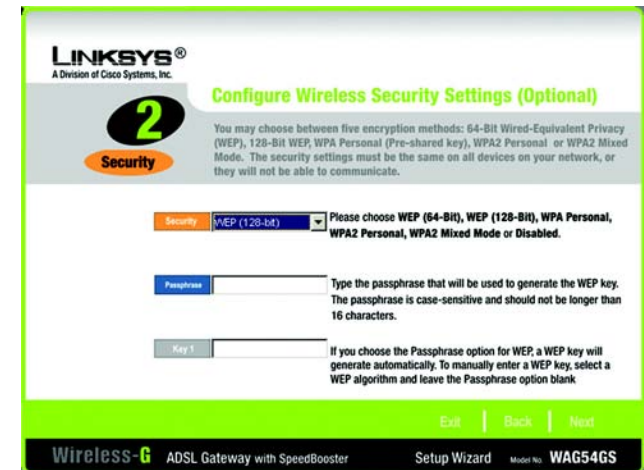 LINKSYS®
A Division of Cisco Systems, Inc.
2
Security
Configure Wireless Security Settings (Optional)
You may choose between five encryption methods: 64-Bit Wired-Equivalent Privacy
(WEP), 128-Bit WEP, WPA Personal (Pre-shared key), WPA2 Personal or WPA2 Mixed
Mode. The security settings must be the same on all devices on your network, or
they will not be able to communicate.
Security
WEP (128-bit)
Please choose WEP (64-Bit), WEP (128-Bit), WPA Personal,
WPA2 Personal, WPA2 Mixed Mode or Disabled.
Passphrase
Type the passphrase that will be used to generate the WEP key.
The passphrase is case-sensitive and should not be longer than
16 characters.
Key 1
If you choose the Passphrase option for WEP, a WEP key will
generate automatically. To manually enter a WEP key, select a
WEP algorithm and leave the Passphrase option blank
Exit
Back
Next
Wireless-G ADSL Gateway with SpeedBooster
Setup Wizard Model No. WAG54GS